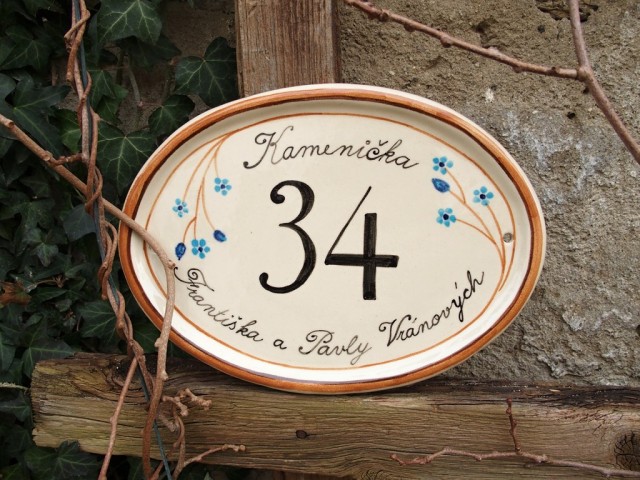 Kamenička
34
Františka a Pavly Vránových